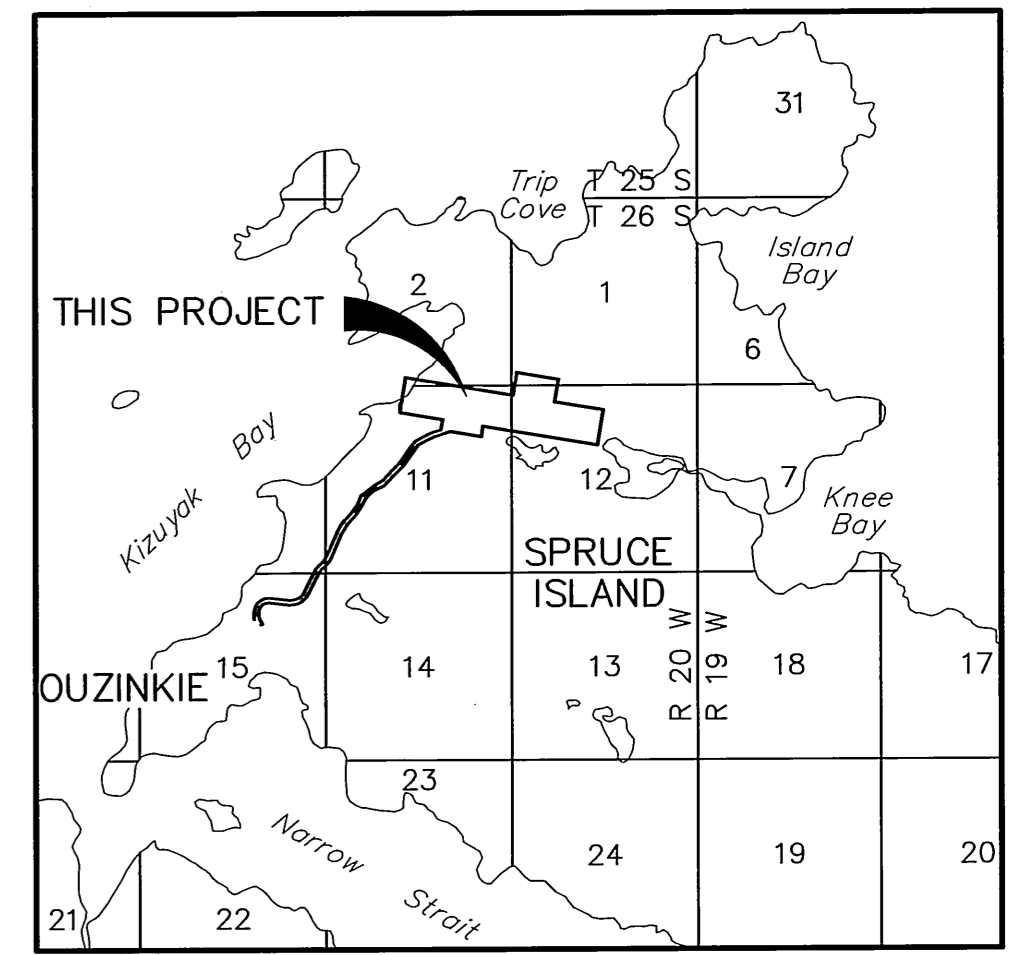 31
Trip
Cove
T 25 S
T 26 S
Island
Bay
2
1
THIS PROJECT
6
Kizuyak Bay
11
12
7
Knee
Bay
SPRUCE
ISLAND
R 20 W
R 19 W
15
14
13
18
17
OUZINKIE
23
Narrow
Strait
24
19
20
21
22